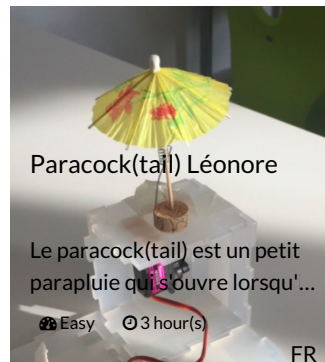 Paracock(tail) Léonore
Le paracock(tail) est un petit
parapluie qui s'ouvre lorsqu'...
Easy 3 hour(s)
FR